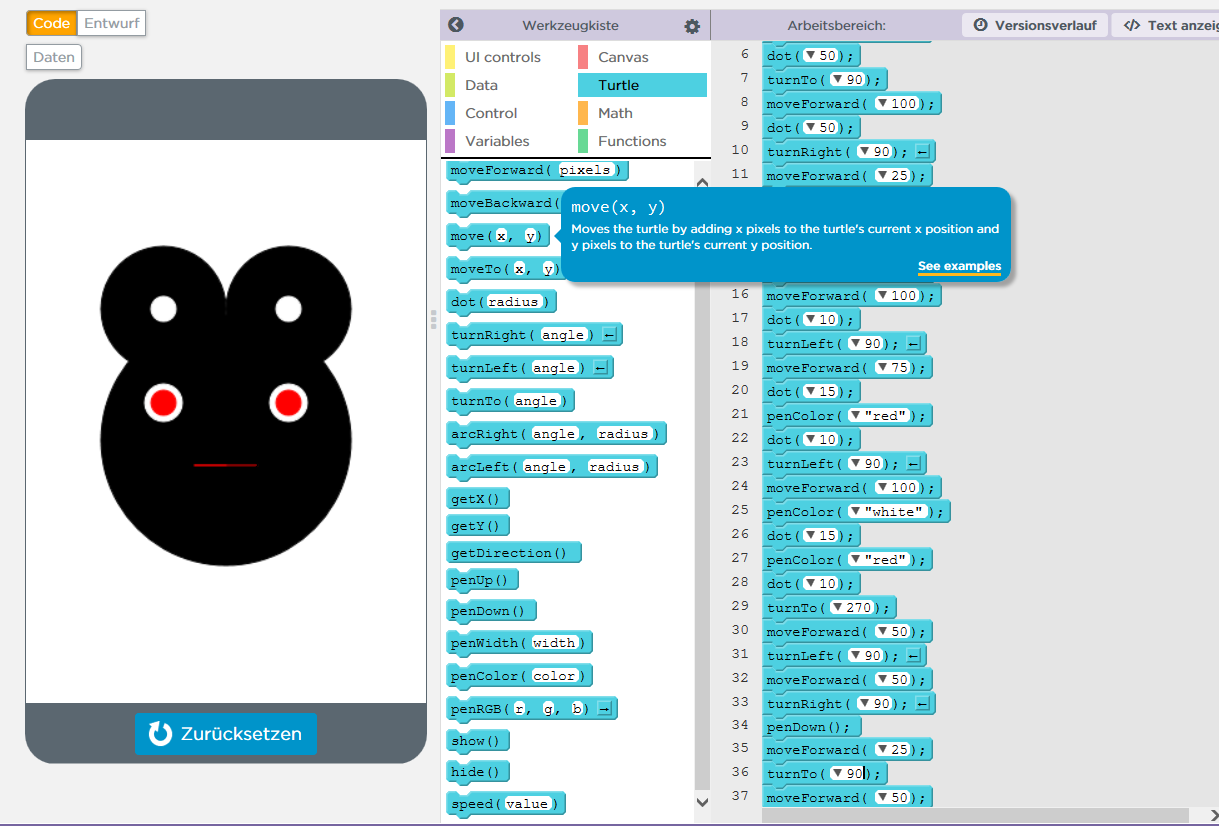 Code Entwurf
Daten
Zurücksetzen
Werkzeugkiste
UI controls Canvas
Data Turtle
Control Math
Variables Functions
moveForward( pixels )
moveBackward(
move( x, y)
moveTo( x, y)
dot( radius )
turnRight( angle ) ←
turnLeft( angle ) ←
turnTo( angle )
arcRight( angle, radius )
arcLeft( angle, radius )
getX()
getY()
getDirection()
penUp()
penDown()
penWidth( width )
penColor( color )
penRGB( r, g, b) →
show()
hide()
speed( value )
move(x, y)
Moves the turtle by adding x pixels to the turtle's current x position and
y pixels to the turtle's current y position.
See examples
Arbeitsbereich: Versionsverlauf </> Text anzeig
6 dot( ▼ 50);
7 turnTo( ▼ 90);
8 moveForward( ▼ 100);
9 dot( ▼ 50);
10 turnRight( ▼ 90); ←
11 moveForward( ▼ 25);
16 moveForward( ▼ 100);
17 dot( ▼ 10);
18 turnLeft( ▼ 90); ←
19 moveForward( ▼ 75);
20 dot( ▼ 15);
21 penColor( ▼ "red");
22 dot( ▼ 10);
23 turnLeft( ▼ 90); ←
24 moveForward( ▼ 100);
25 penColor( ▼ "white");
26 dot( ▼ 15);
27 penColor( ▼ "red");
28 dot( ▼ 10);
29 turnTo( ▼ 270);
30 moveForward( ▼ 50);
31 turnLeft( ▼ 90); ←
32 moveForward( ▼ 50);
33 turnRight( ▼ 90); ←
34 penDown();
35 moveForward( ▼ 25);
36 turnTo( ▼ 90);
37 moveForward( ▼ 50);